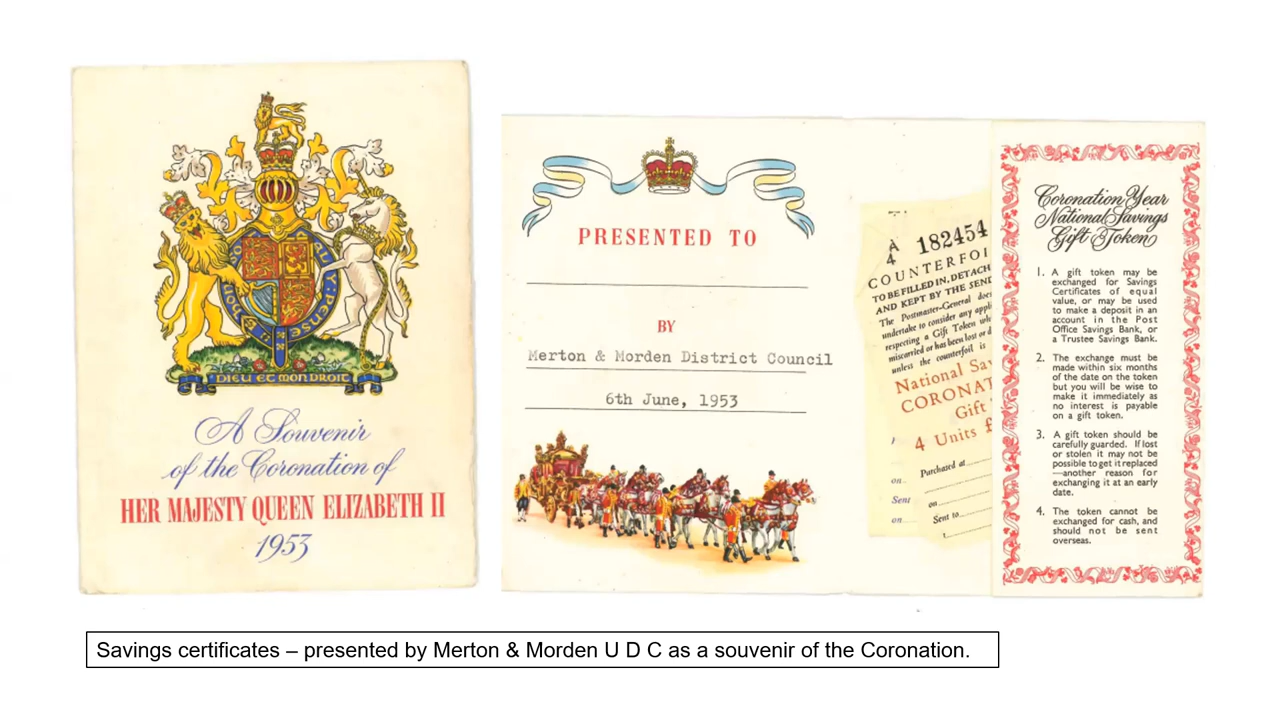 A Souvenir
of the Coronation of
HER MAJESTY QUEEN ELIZABETH II
1953
DIEU ET MON DROIT
PRESENTED TO
BY
Merton & Morden District Council
6th June, 1953
A
4 182454
COUNTERFOI
TO BE FILLED IN, DETACH
AND KEPT BY THE SEND
The Postmaster-General does
undertake to consider any appli
respecting a Gift Token wh
miscarried or has been lost or d
unless the counterfoil is
National Sav
CORONAT
Gift
4 Units £
Purchased at
on
Sent to
on
Sent
on
Coronation Year
National Savings
Gift Token
1. A gift token may be
exchanged for Savings
Certificates of equal
value, or may be used
to make a deposit in an
account in the Post
Office Savings Bank, or
a Trustee Savings Bank.
2. The exchange must be
made within six months
of the date on the token
but you will be wise to
make it immediately as
no interest is payable
on a gift token.
3. A gift token should be
carefully guarded. If lost
or stolen it may not be
possible to get it replaced
—another reason for
exchanging it at an early
date.
4. The token cannot be
exchanged for cash, and
should not be sent
overseas.
Savings certificates – presented by Merton & Morden U D C as a souvenir of the Coronation.